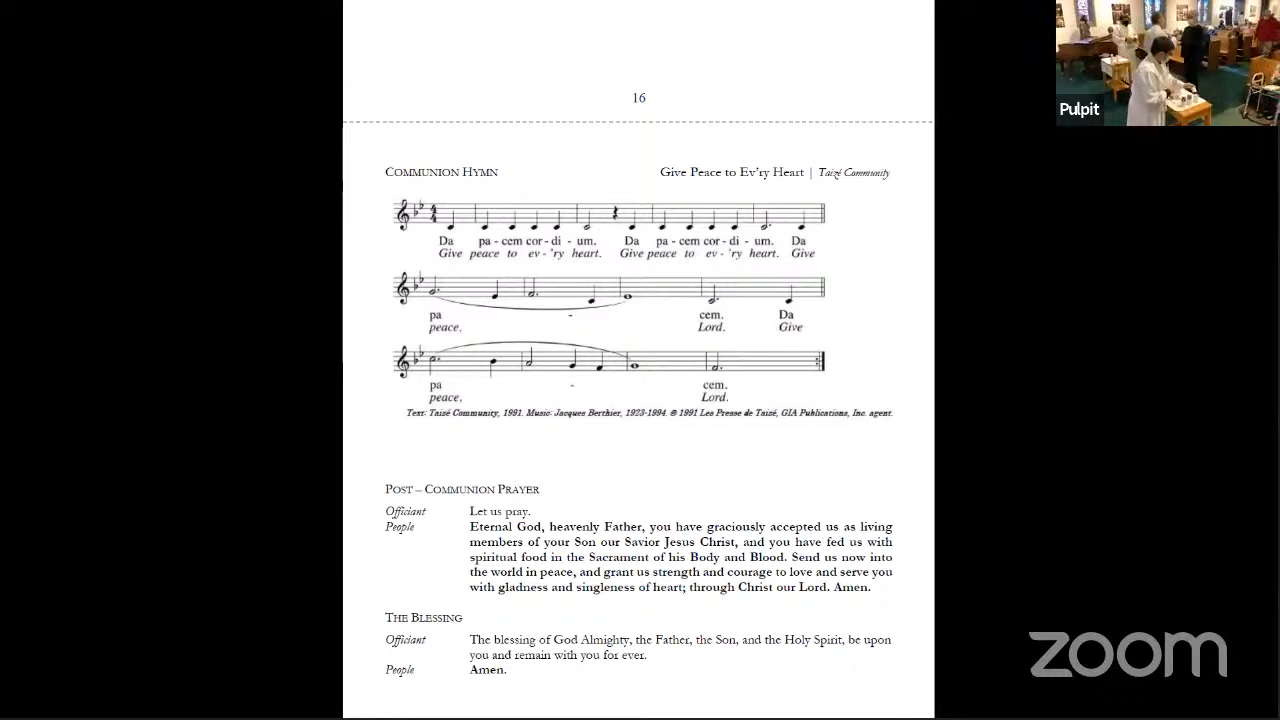 16
Pulpit
COMMUNION HYMN Give Peace to Ev'ry Heart | Taizé Community
Da pa - cem cor - di - um. Da pa - cem cor - di - um. Da
Give peace to ev - 'ry heart. Give peace to ev - 'ry heart. Give
pa - cem. Da
peace, Lord. Give
pa - cem.
peace, Lord.
Text: Taizé Community, 1991. Music: Jacques Berthier, 1923-1994. © 1991 Les Presse de Taizé, GIA Publications, Inc. agent.
POST – COMMUNION PRAYER
Officiant Let us pray.
People Eternal God, heavenly Father, you have graciously accepted us as living
members of your Son our Savior Jesus Christ, and you have fed us with
spiritual food in the Sacrament of his Body and Blood. Send us now into
the world in peace, and grant us strength and courage to love and serve you
with gladness and singleness of heart; through Christ our Lord. Amen.
THE BLESSING
Officiant The blessing of God Almighty, the Father, the Son, and the Holy Spirit, be upon
you and remain with you for ever.
People Amen.
zoom